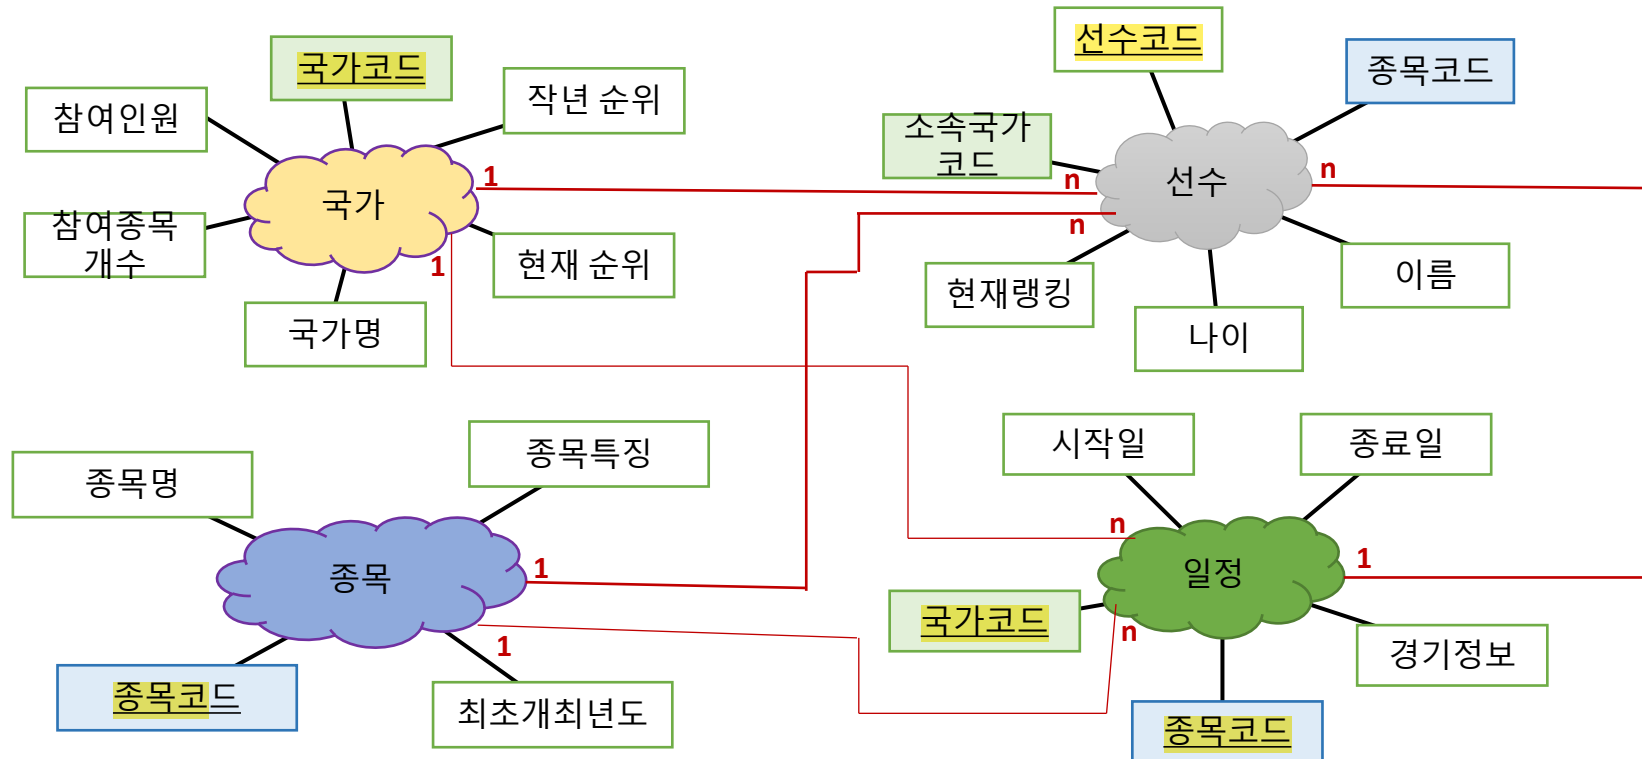 국가코드
작년 순위
참여인원
국가
1
참여종목
개수
현재 순위
1
국가명
선수코드
종목코드
소속국가
코드
선수
n
n
n
현재랭킹
이름
나이
종목특징
종목명
종목
1
1
종목코드
최초개최년도
시작일
종료일
n
일정
1
국가코드
n
경기정보
종목코드